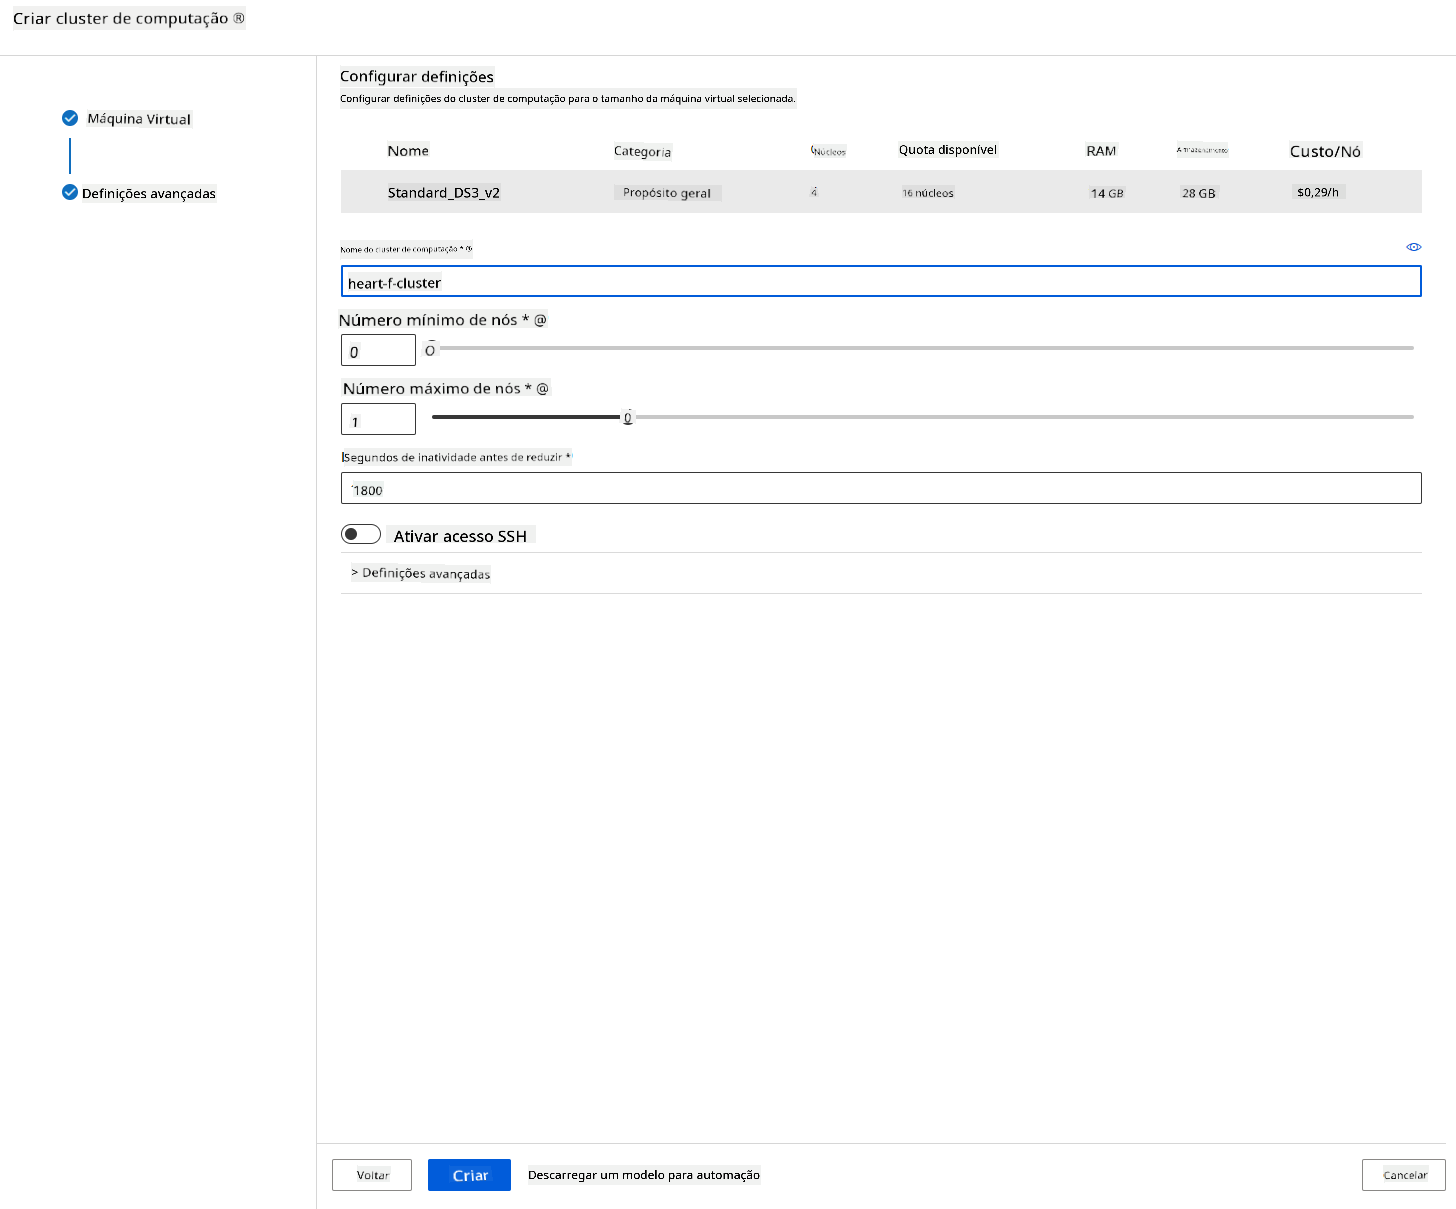 Criar cluster de computação ®
Máquina Virtual
Definições avançadas
Configurar definições
Configurar definições do cluster de computação para o tamanho da máquina virtual selecionada.
Nome Categoria Núcleos Quota disponível RAM Armazenamento Custo/Nó
Standard_DS3_v2 Propósito geral 4 16 núcleos 14 GB 28 GB $0,29/h
Nome do cluster de computação *
heart-f-cluster
Número mínimo de nós * @
0
Número máximo de nós * @
1
Segundos de inatividade antes de reduzir *
1800
Ativar acesso SSH
> Definições avançadas
Voltar Criar Descarregar um modelo para automação Cancelar